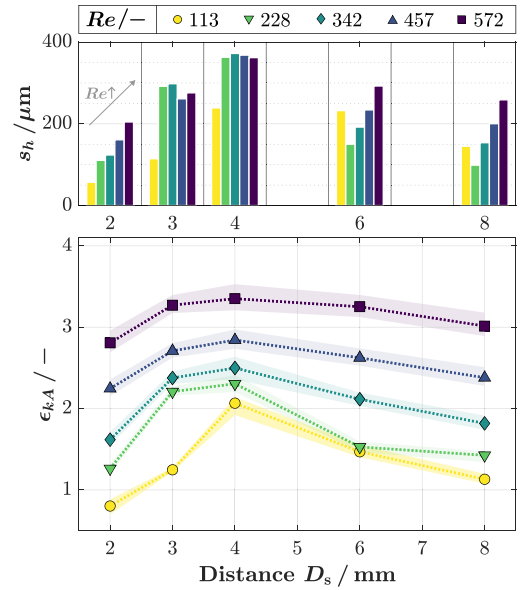 Re/− 113 228 342 457 572
400
200
0
s_h /μm
Re↑
2 3 4 6 8
4
3
2
1
ϵ_kA / −
2 3 4 5 6 7 8
Distance D_s / mm